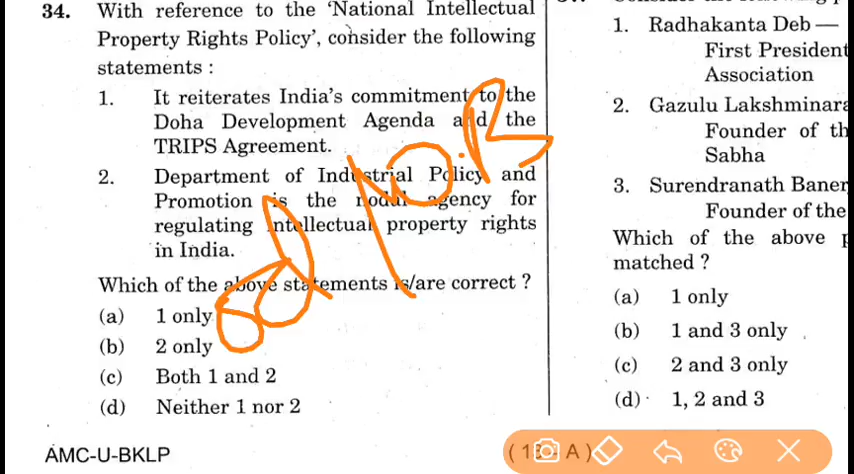 34. With reference to the 'National Intellectual
Property Rights Policy', consider the following
statements :
1. It reiterates India's commitment to the
Doha Development Agenda and the
TRIPS Agreement.
2. Department of Industrial Policy and
Promotion is the nodal agency for
regulating intellectual property rights
in India.
Which of the above statements is/are correct ?
(a) 1 only
(b) 2 only
(c) Both 1 and 2
(d) Neither 1 nor 2
AMC-U-BKLP
1. Radhakanta Deb —
First President
Association
2. Gazulu Lakshminara
Founder of th
Sabha
3. Surendranath Baner
Founder of the
Which of the above p
matched ?
(a) 1 only
(b) 1 and 3 only
(c) 2 and 3 only
(d) 1, 2 and 3
A )